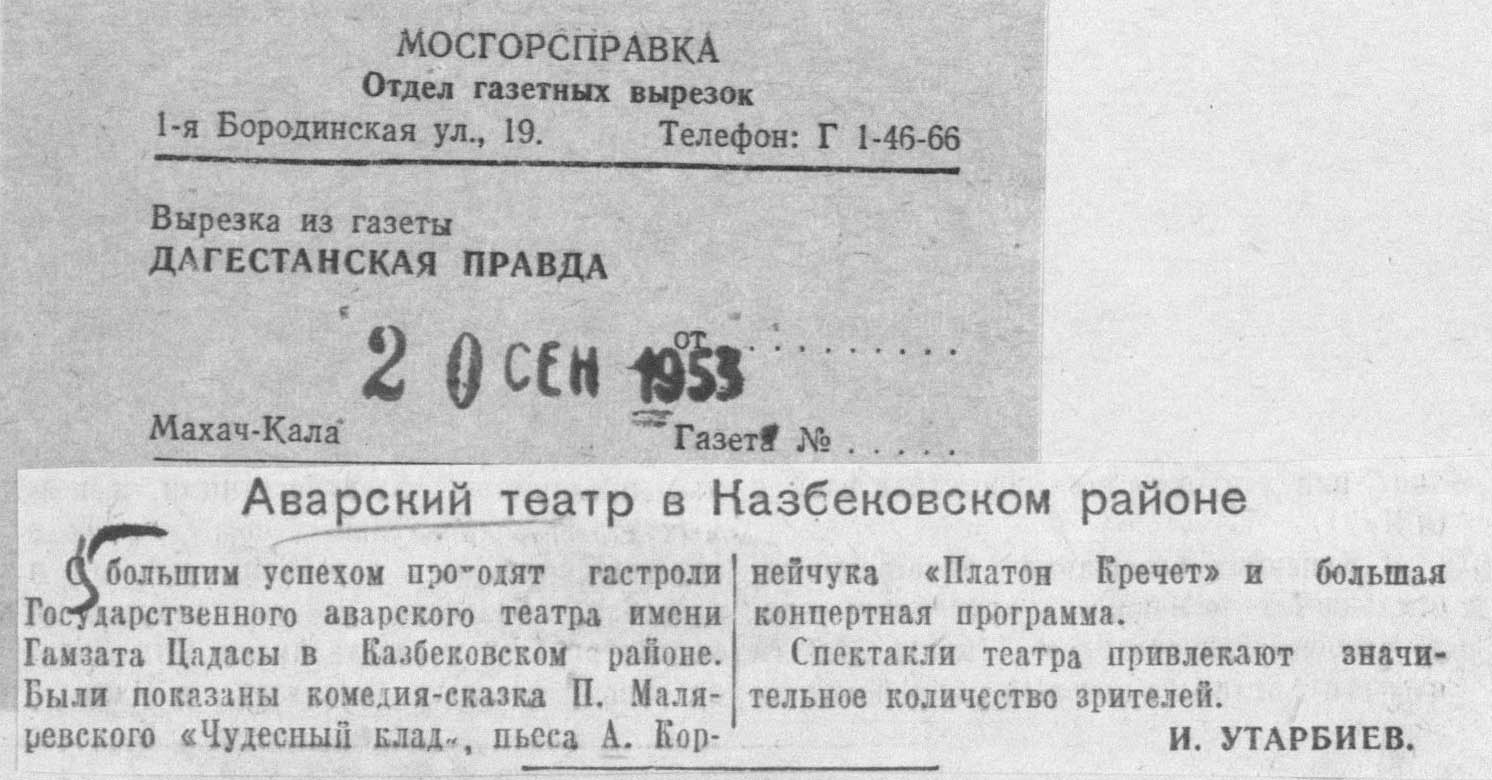 МОСГОРСПРАВКА
Отдел газетных вырезок
1-я Бородинская ул., 19. Телефон: Г 1-46-66
Вырезка из газеты
ДАГЕСТАНСКАЯ ПРАВДА
от . . . . . . . . . .
2 0 СЕН 1953
Махач-Кала Газета № . . . . .
Аварский театр в Казбековском районе
С большим успехом проходят гастроли
Государственного аварского театра имени
Гамзата Цадасы в Казбековском районе.
Были показаны комедия-сказка П. Маля-
ревского «Чудесный клад», пьеса А. Кор-
нейчука «Платон Кречет» и большая
концертная программа.
Спектакли театра привлекают значи-
тельное количество зрителей.
И. УТАРБИЕВ.